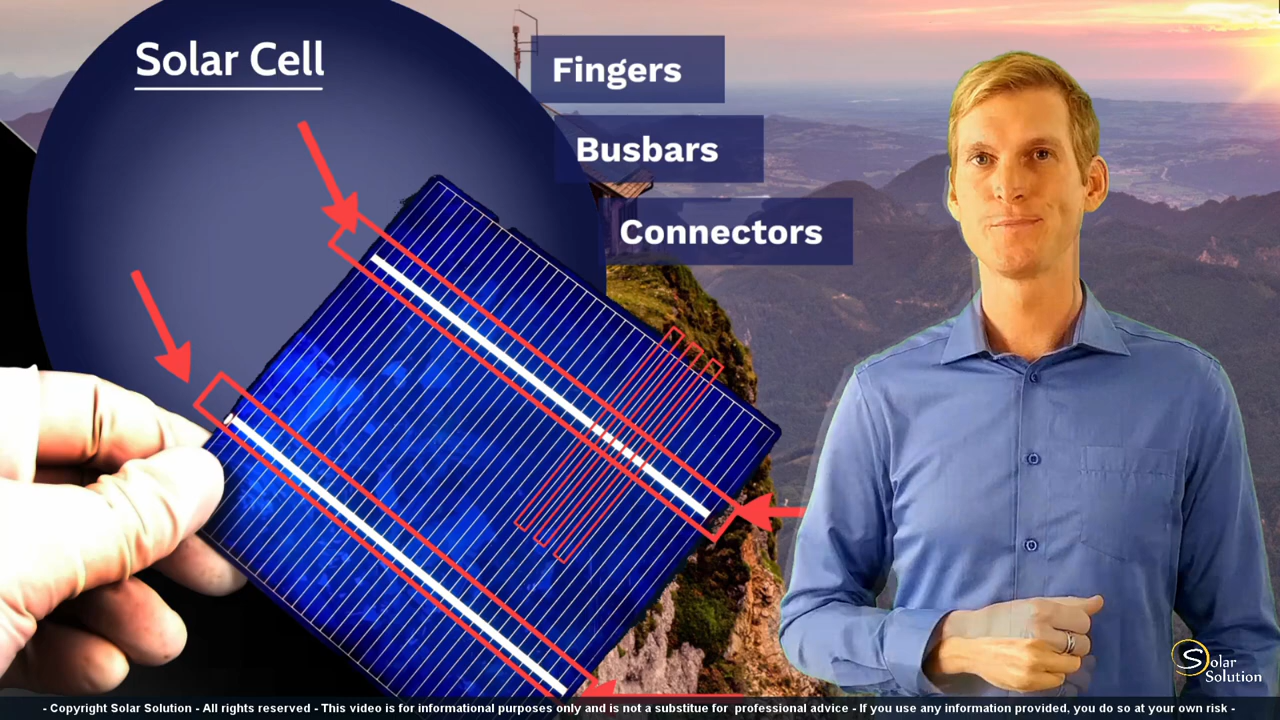 Solar Cell
Fingers
Busbars
Connectors
Solar
Solution
- Copyright Solar Solution - All rights reserved - This video is for informational purposes only and is not a substitue for professional advice - If you use any information provided, you do so at your own risk -